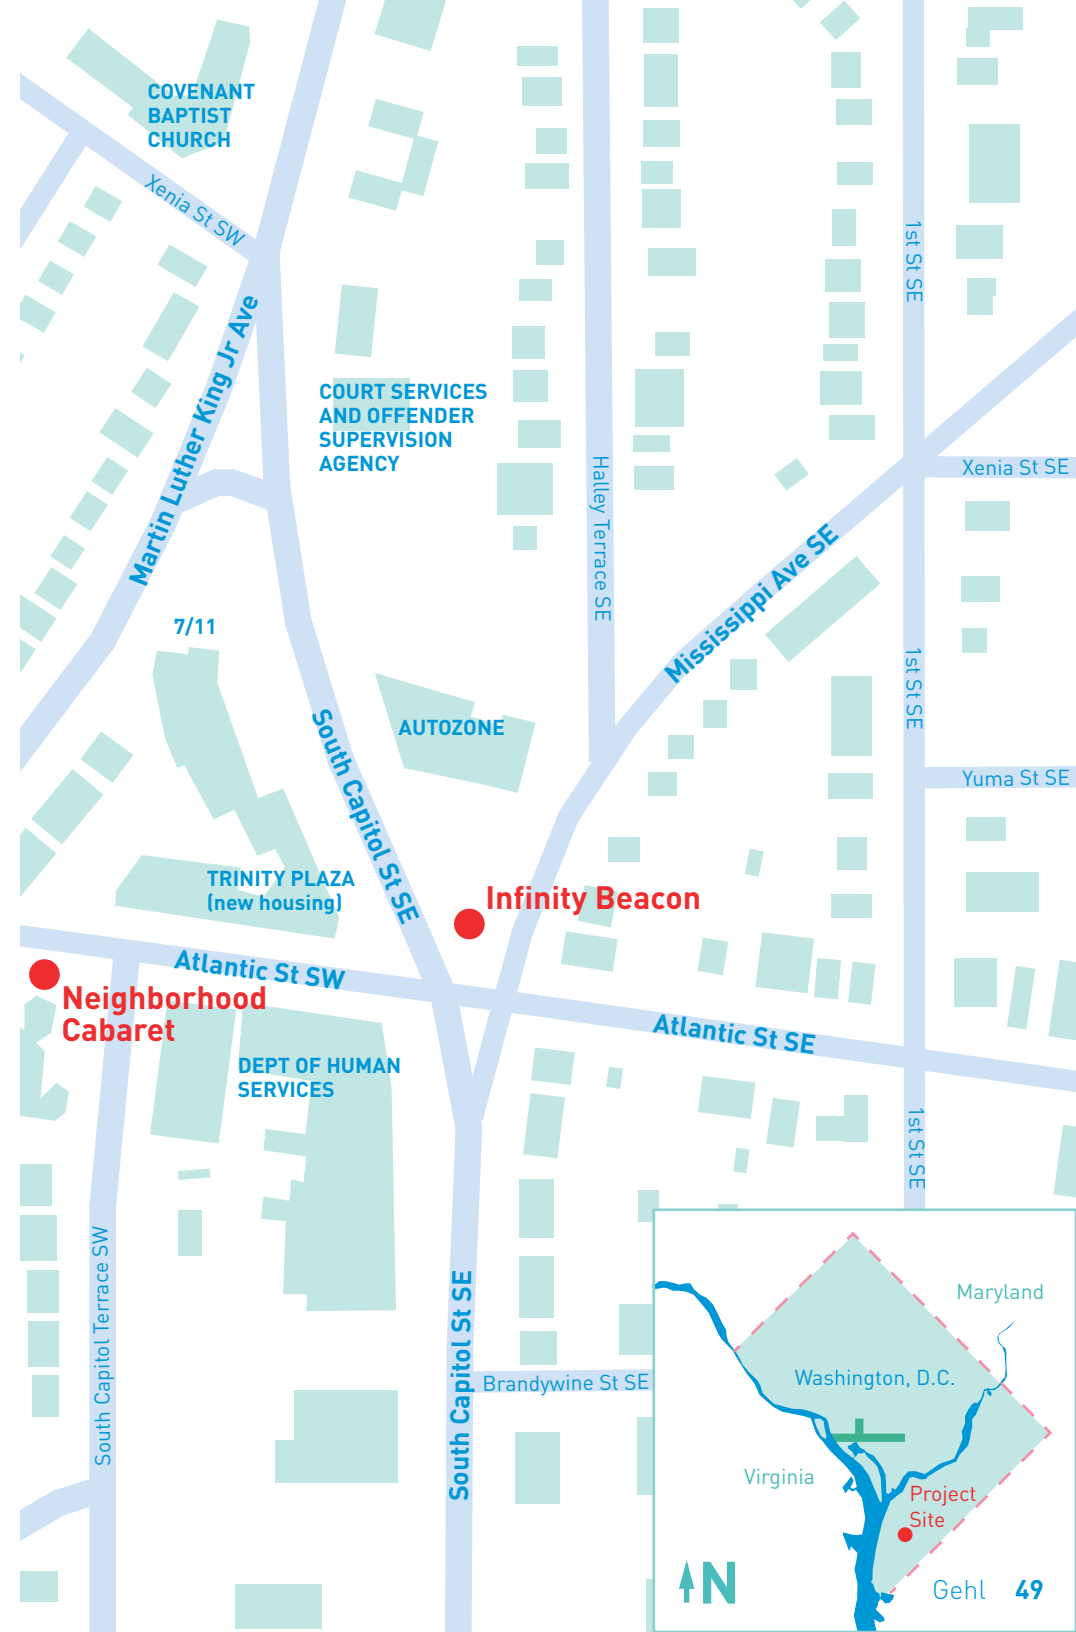 COVENANT
BAPTIST
CHURCH
Xenia St SW
1st St SE
Martin Luther King Jr Ave
COURT SERVICES
AND OFFENDER
SUPERVISION
AGENCY
Halley Terrace SE
Xenia St SE
Mississippi Ave SE
7/11
1st St SE
South Capitol St SE
AUTOZONE
Yuma St SE
TRINITY PLAZA
(new housing)
Infinity Beacon
Atlantic St SW
Neighborhood
Cabaret
Atlantic St SE
DEPT OF HUMAN
SERVICES
1st St SE
South Capitol Terrace SW
South Capitol St SE
Brandywine St SE
Maryland
Washington, D.C.
Virginia
Project
Site
N
Gehl 49